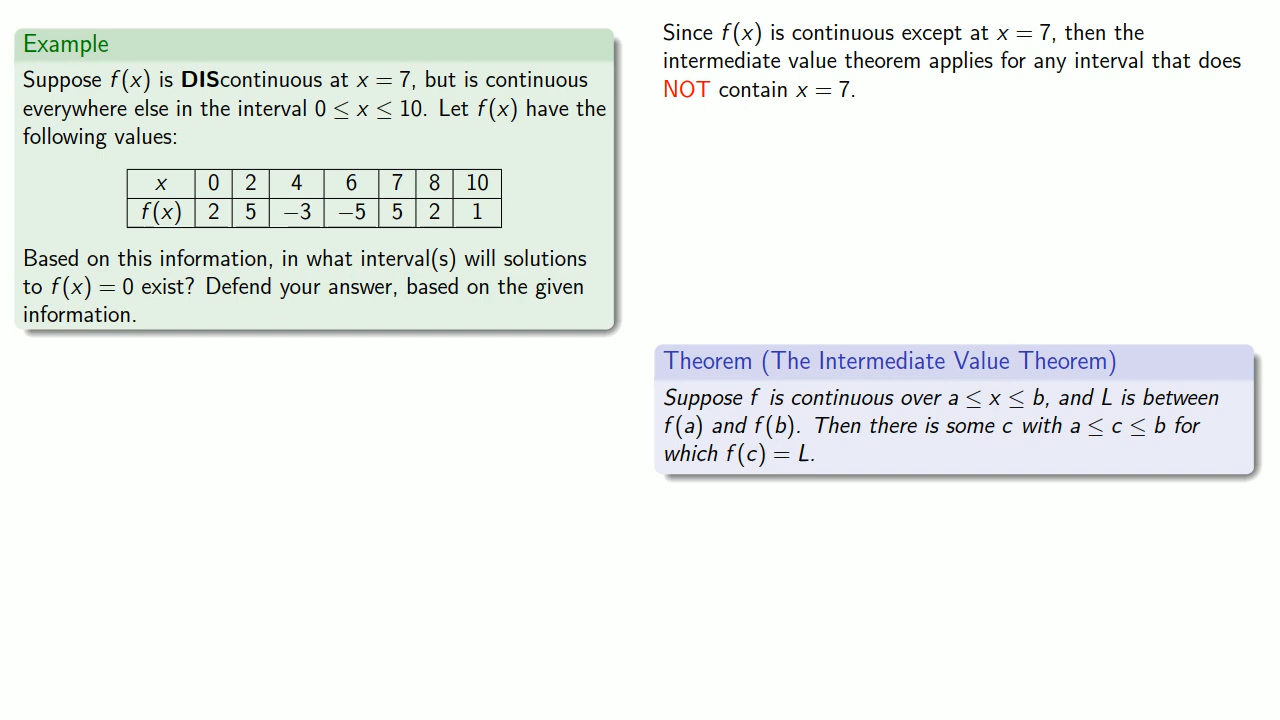 Example
Suppose f(x) is DIScontinuous at x = 7, but is continuous
everywhere else in the interval 0 ≤ x ≤ 10. Let f(x) have the
following values:
x 0 2 4 6 7 8 10
f(x) 2 5 −3 −5 5 2 1
Based on this information, in what interval(s) will solutions
to f(x) = 0 exist? Defend your answer, based on the given
information.
Since f(x) is continuous except at x = 7, then the
intermediate value theorem applies for any interval that does
NOT contain x = 7.
Theorem (The Intermediate Value Theorem)
Suppose f is continuous over a ≤ x ≤ b, and L is between
f(a) and f(b). Then there is some c with a ≤ c ≤ b for
which f(c) = L.